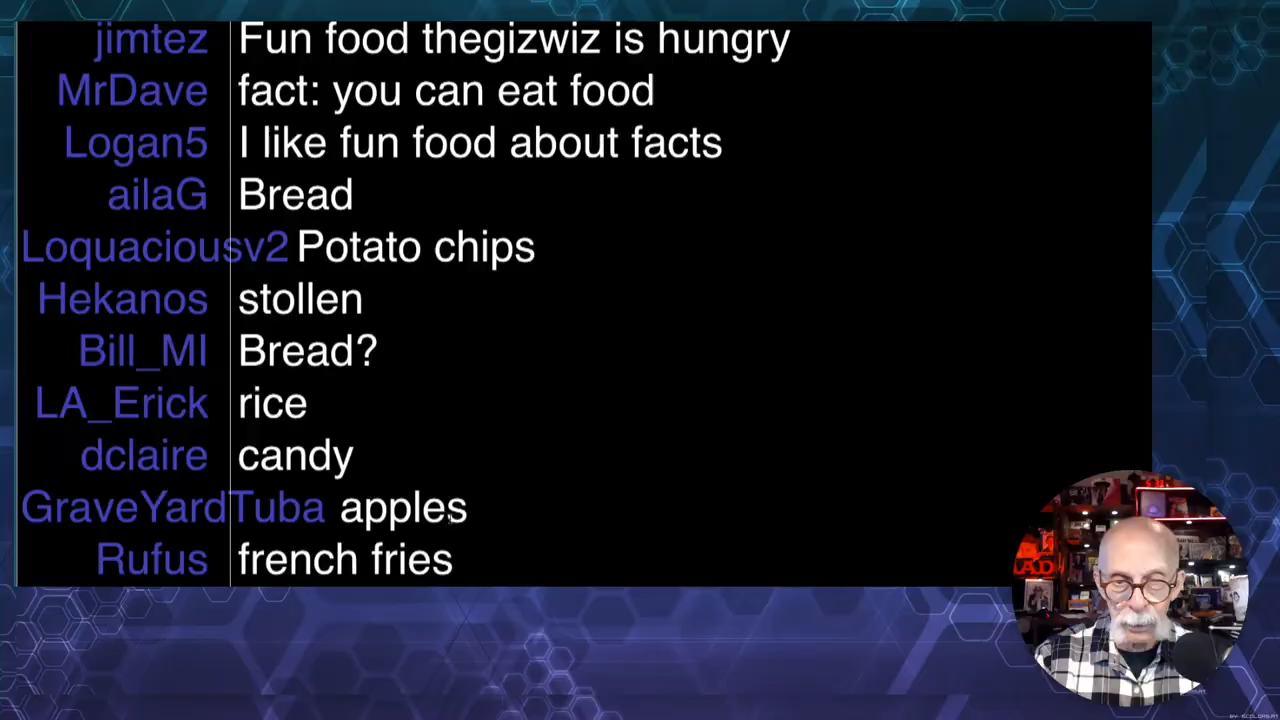 jimtez Fun food thegizwiz is hungry
MrDave fact: you can eat food
Logan5 I like fun food about facts
ailaG Bread
Loquaciousv2 Potato chips
Hekanos stollen
Bill_MI Bread?
LA_Erick rice
dclaire candy
GraveYardTuba apples
Rufus french fries